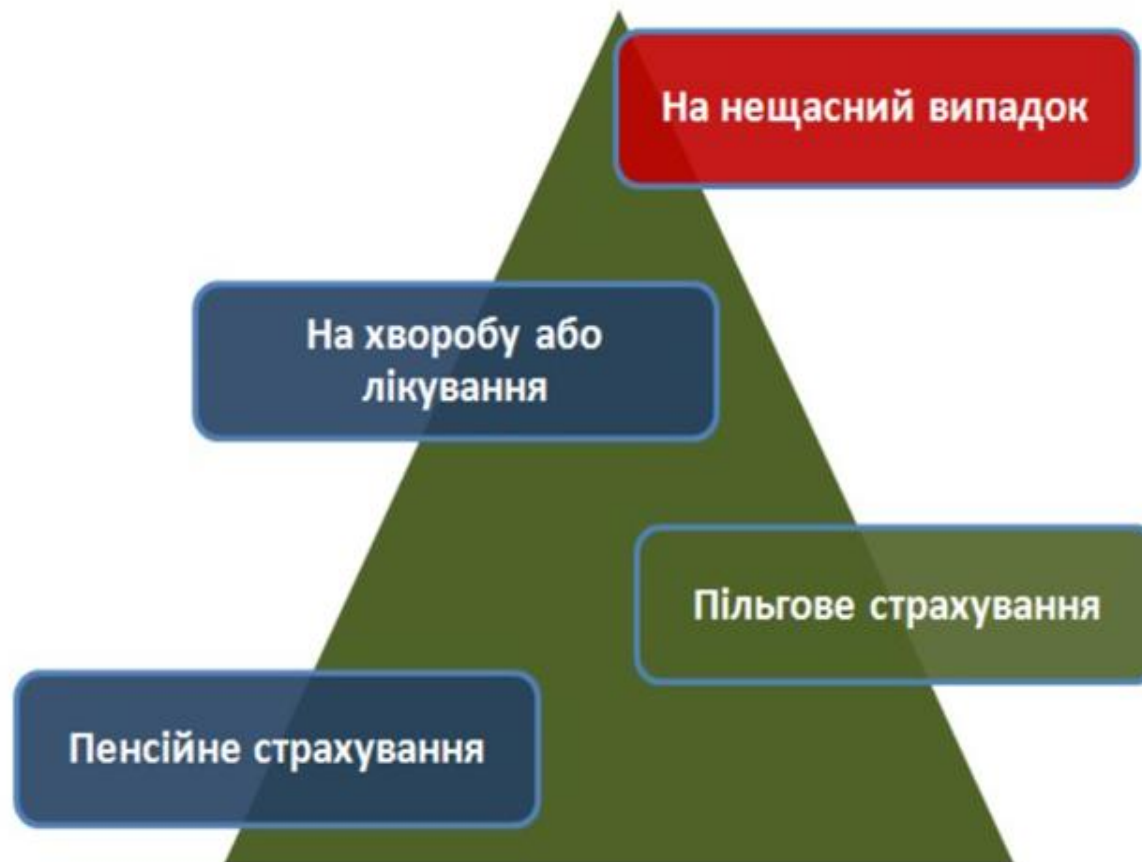 На нещасний випадок
На хворобу або
лікування
Пільгове страхування
Пенсійне страхування